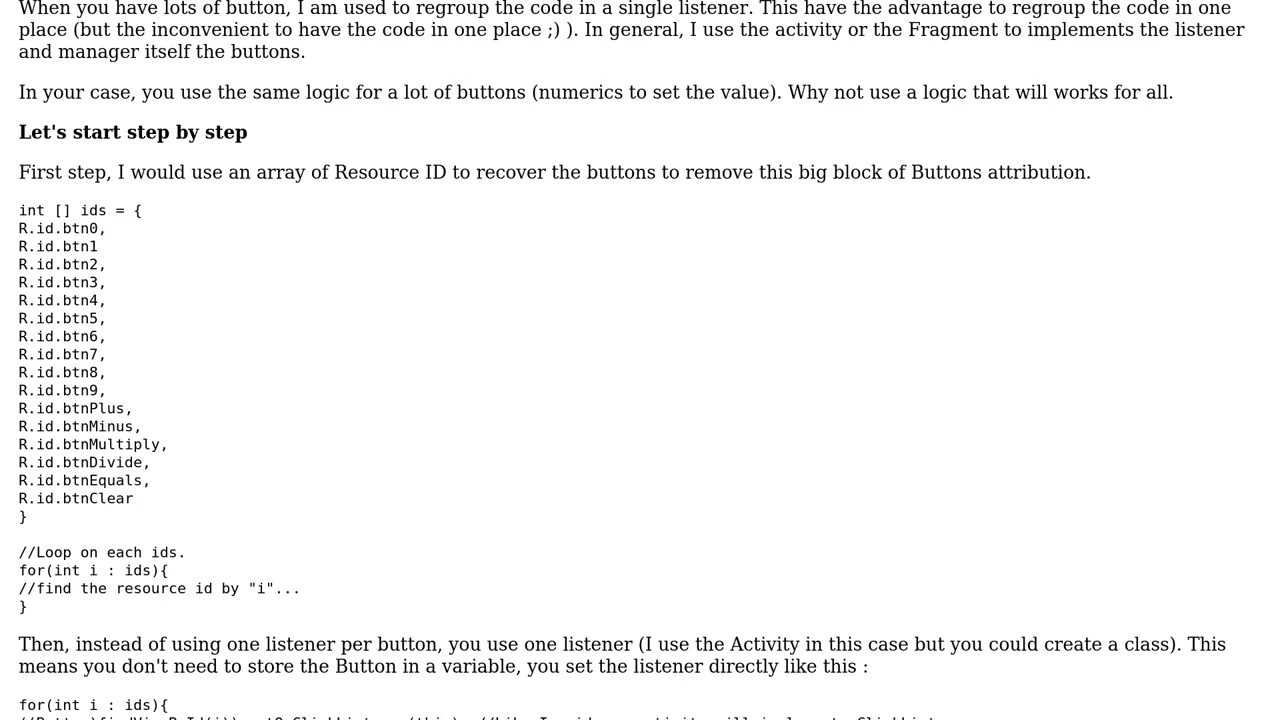 When you have lots of button, I am used to regroup the code in a single listener. This have the advantage to regroup the code in one
place (but the inconvenient to have the code in one place ;) ). In general, I use the activity or the Fragment to implements the listener
and manager itself the buttons.
In your case, you use the same logic for a lot of buttons (numerics to set the value). Why not use a logic that will works for all.
Let's start step by step
First step, I would use an array of Resource ID to recover the buttons to remove this big block of Buttons attribution.
int [] ids = {
R.id.btn0,
R.id.btn1
R.id.btn2,
R.id.btn3,
R.id.btn4,
R.id.btn5,
R.id.btn6,
R.id.btn7,
R.id.btn8,
R.id.btn9,
R.id.btnPlus,
R.id.btnMinus,
R.id.btnMultiply,
R.id.btnDivide,
R.id.btnEquals,
R.id.btnClear
}
//Loop on each ids.
for(int i : ids){
//find the resource id by "i"...
}
Then, instead of using one listener per button, you use one listener (I use the Activity in this case but you could create a class). This
means you don't need to store the Button in a variable, you set the listener directly like this :
for(int i : ids){